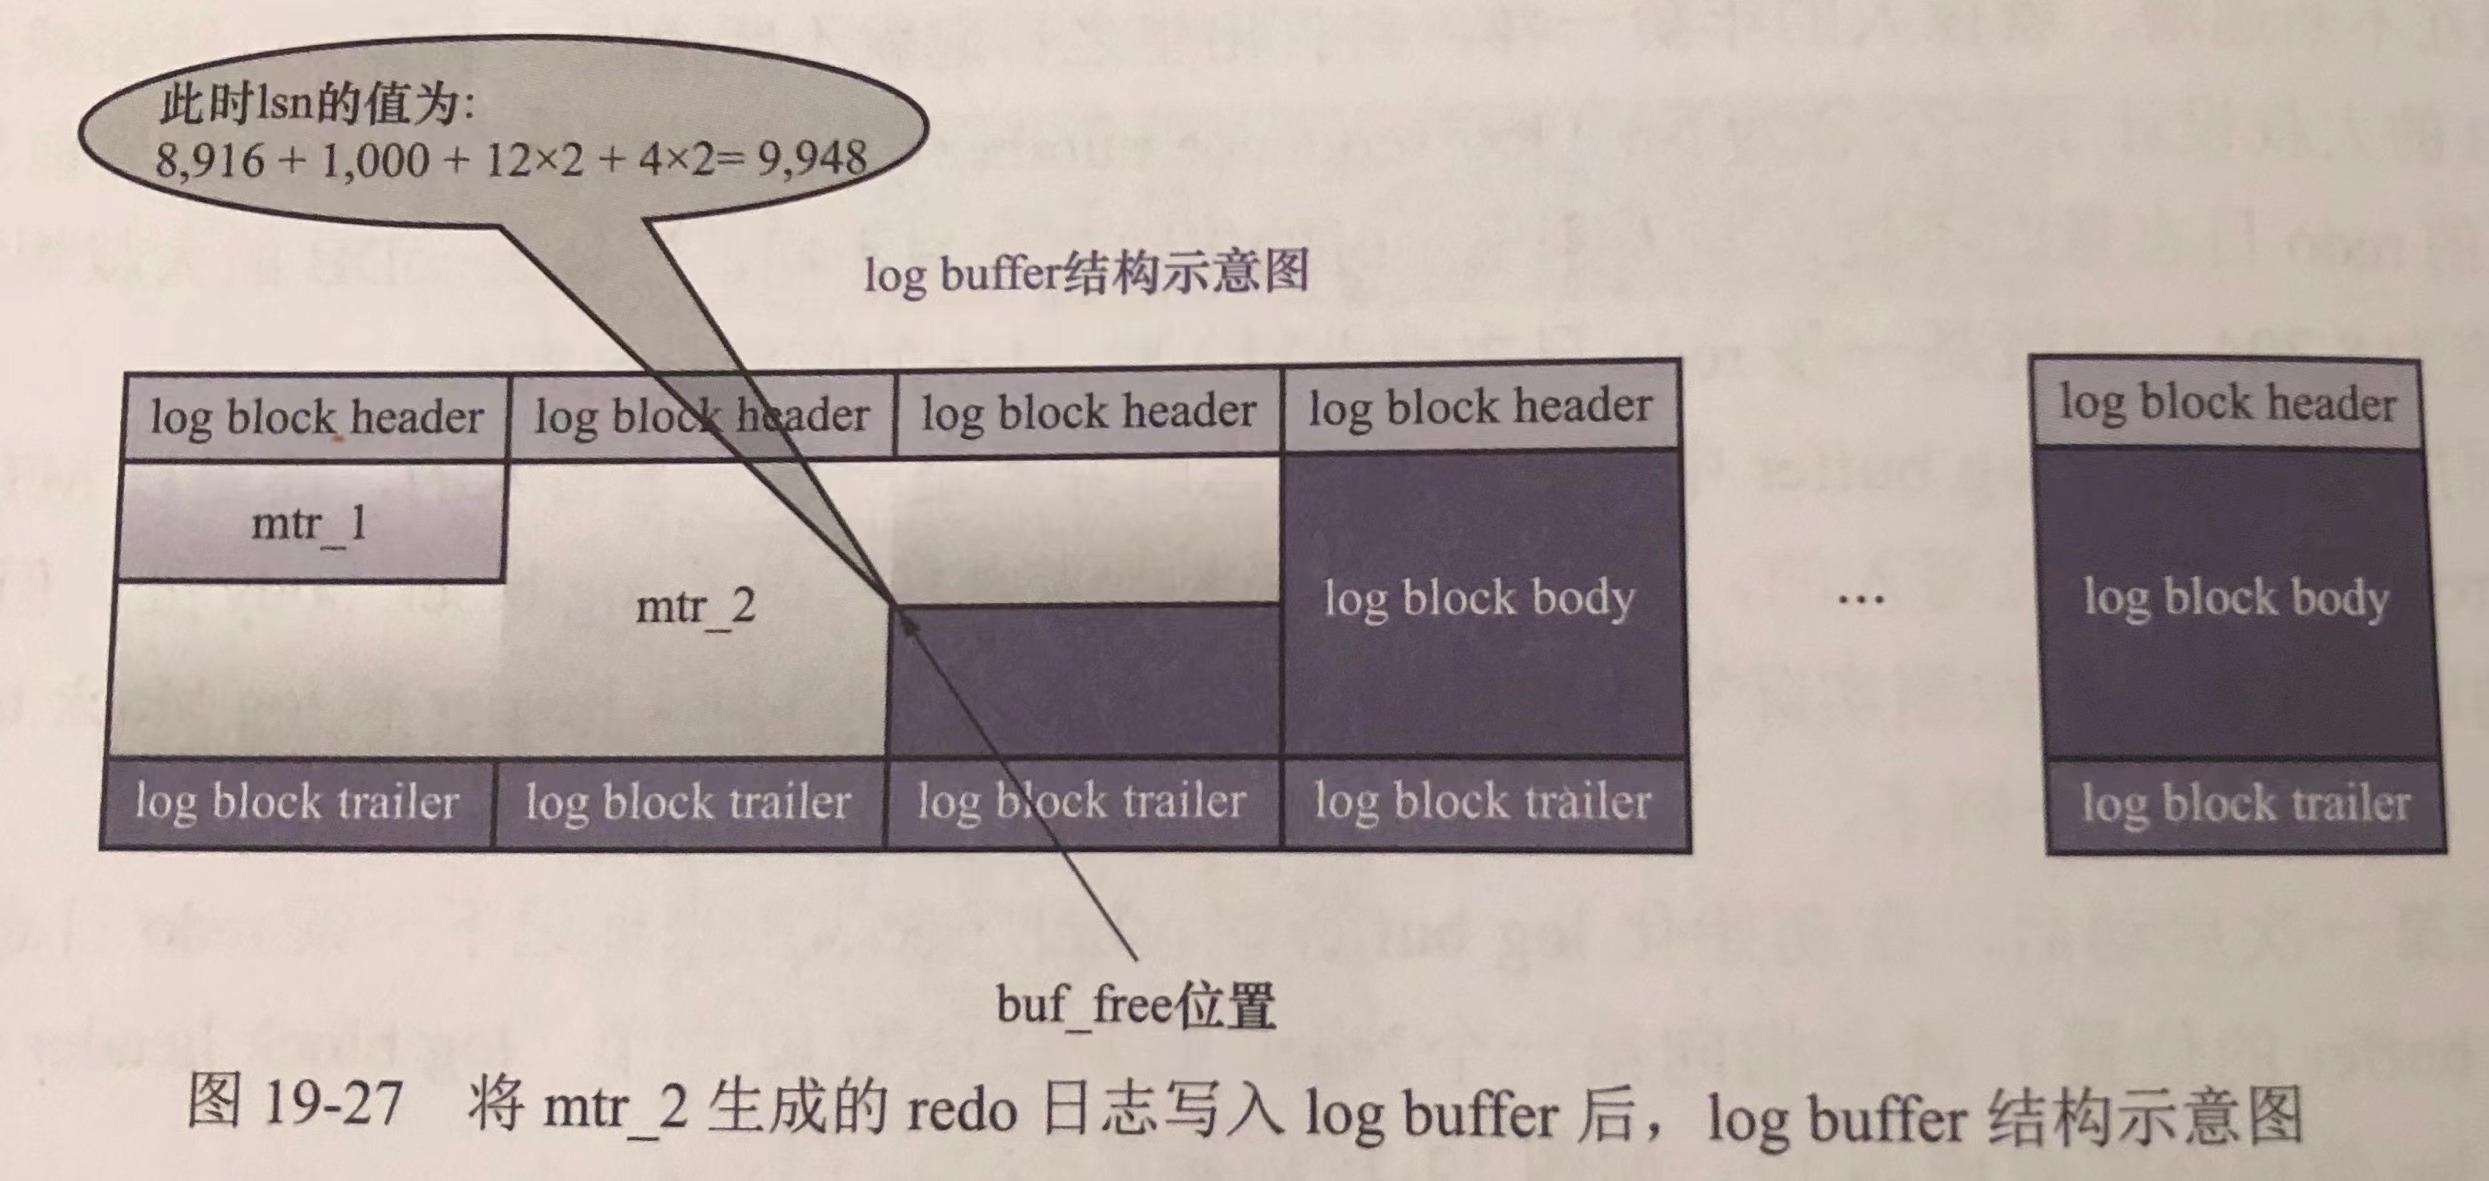 此时lsn的值为:
8,916 + 1,000 + 12×2 + 4×2= 9,948
log buffer结构示意图
log block header log block header log block header log block header log block header
mtr_1
mtr_2
log block body ... log block body
log block trailer log block trailer log block trailer log block trailer log block trailer
buf_free位置
图 19-27 将 mtr_2 生成的 redo 日志写入 log buffer 后，log buffer 结构示意图